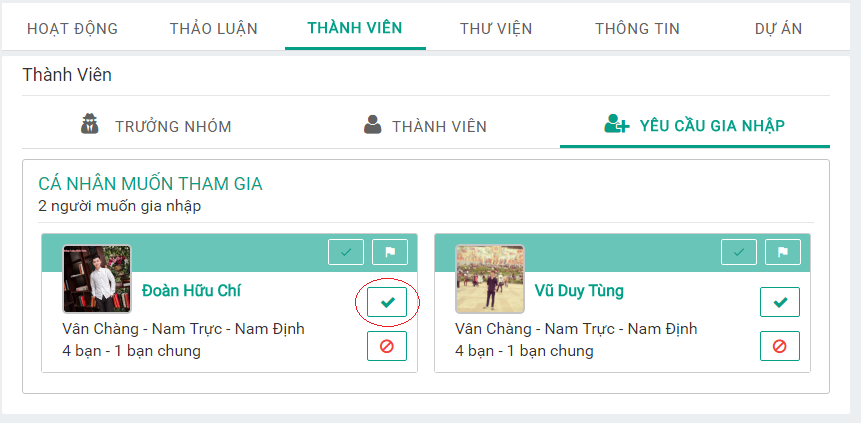 HOẠT ĐỘNG THẢO LUẬN THÀNH VIÊN THƯ VIỆN THÔNG TIN DỰ ÁN
Thành Viên
TRƯỞNG NHÓM THÀNH VIÊN YÊU CẦU GIA NHẬP
CÁ NHÂN MUỐN THAM GIA
2 người muốn gia nhập
Đoàn Hữu Chí
Vân Chàng - Nam Trực - Nam Định
4 bạn - 1 bạn chung
Vũ Duy Tùng
Vân Chàng - Nam Trực - Nam Định
4 bạn - 1 bạn chung